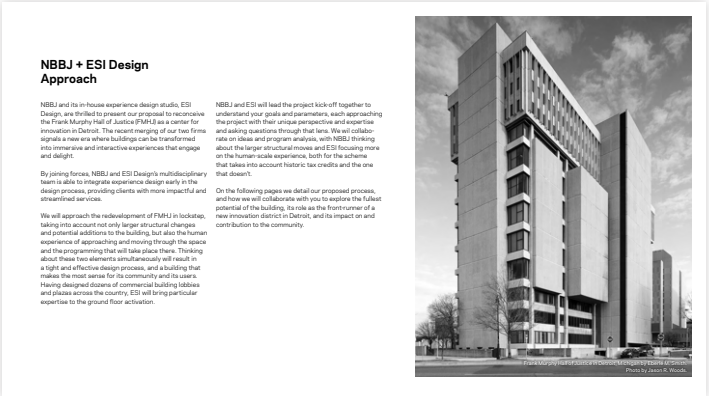 NBBJ + ESI Design
Approach
NBBJ and its in-house experience design studio, ESI
Design, are thrilled to present our proposal to reconceive
the Frank Murphy Hall of Justice (FMHJ) as a center for
innovation in Detroit. The recent merging of our two firms
signals a new era where buildings can be transformed
into immersive and interactive experiences that engage
and delight.
By joining forces, NBBJ and ESI Design's multidisciplinary
team is able to integrate experience design early in the
design process, providing clients with more impactful and
streamlined services.
We will approach the redevelopment of FMHJ in lockstep,
taking into account not only larger structural changes
and potential additions to the building, but also the human
experience of approaching and moving through the space
and the programming that will take place there. Thinking
about these two elements simultaneously will result in
a tight and effective design process, and a building that
makes the most sense for its community and its users.
Having designed dozens of commercial building lobbies
and plazas across the country, ESI will bring particular
expertise to the ground floor activation.
NBBJ and ESI will lead the project kick-off together to
understand your goals and parameters, each approaching
the project with their unique perspective and expertise
and asking questions through that lens. We wil collabo-
rate on ideas and program analysis, with NBBJ thinking
about the larger structural moves and ESI focusing more
on the human-scale experience, both for the scheme
that takes into account historic tax credits and the one
that doesn't.
On the following pages we detail our proposed process,
and how we will collaborate with you to explore the fullest
potential of the building, its role as the front-runner of a
new innovation district in Detroit, and its impact on and
contribution to the community.
Frank Murphy Hall of Justice in Detroit, Michigan by Eberle M. Smith
Photo by Jason R. Woods